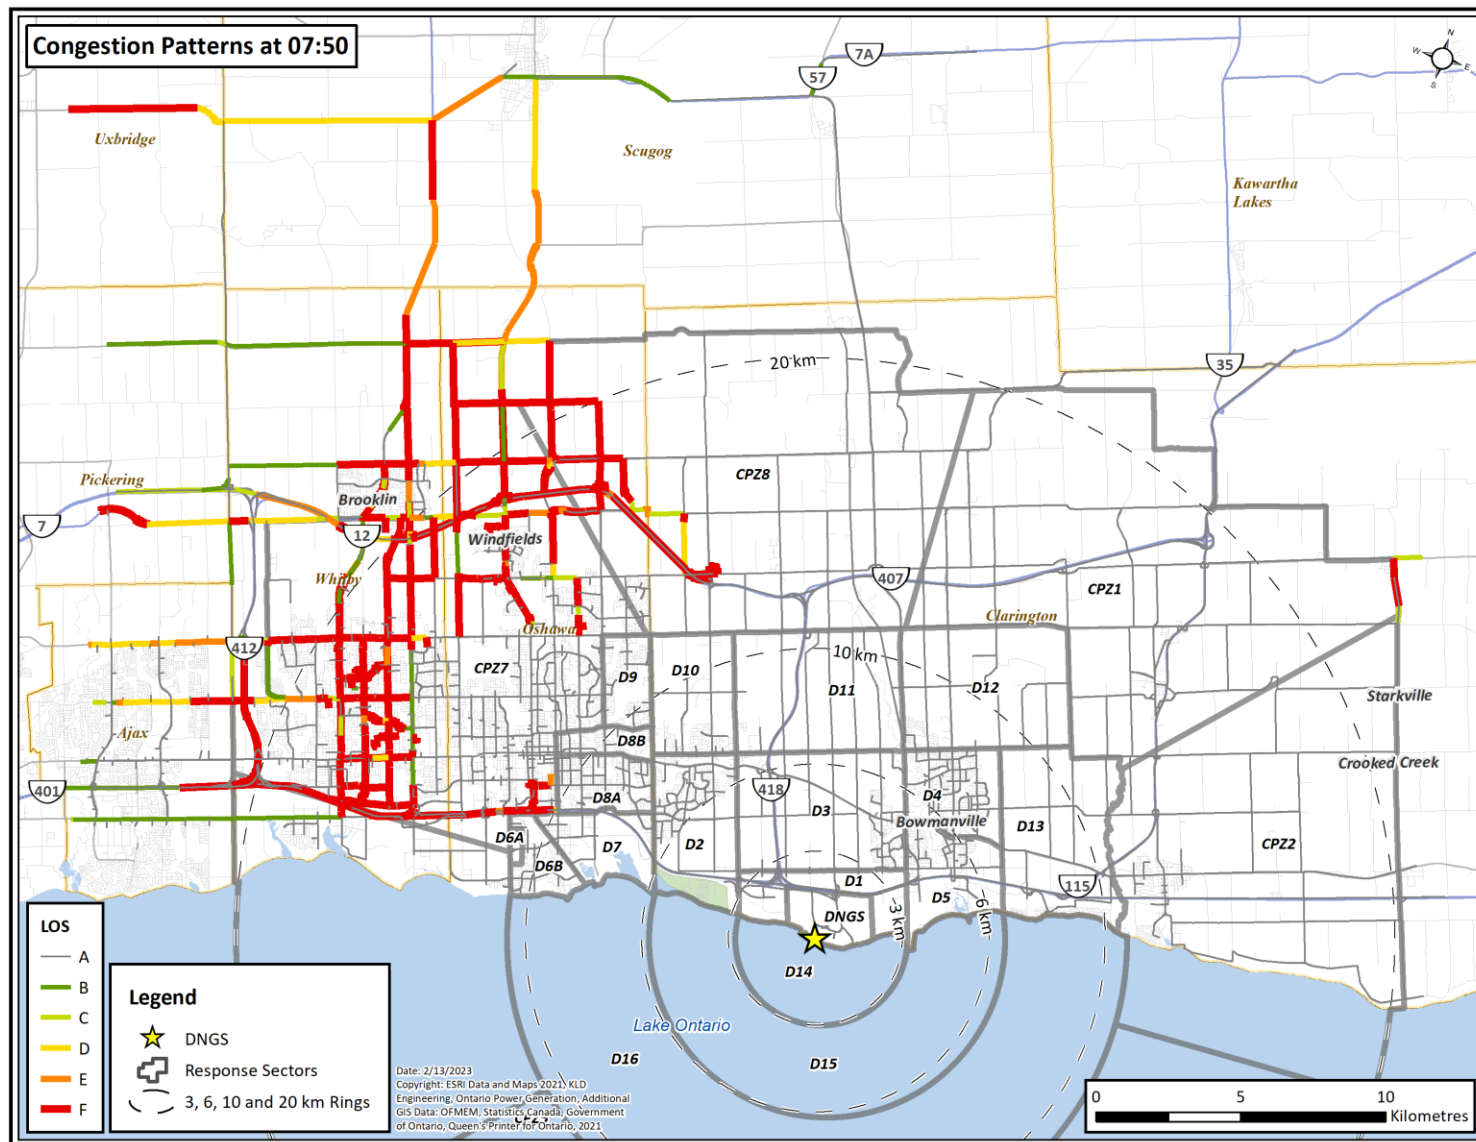 Congestion Patterns at 07:50
N
W
E
S
7A
57
Uxbridge
Scugog
Kawartha
Lakes
35
20 km
Pickering
CPZ8
Brooklin
7
12
Windfields
Whitby
407
CPZ1
Oshawa
Clarington
412
10 km
CPZ7
D9
D10
D11
D12
Starkville
Ajax
D8B
Crooked Creek
401
418
D8A
D3
D4
Bowmanville
D13
D6A
D7
D2
CPZ2
D6B
D1
115
D5
DNGS
3 km
6 km
D14
Lake Ontario
D16
D15
LOS
A
B
C
D
E
F
Legend
DNGS
Response Sectors
3, 6, 10 and 20 km Rings
Date: 2/13/2023
Copyright: ESRI Data and Maps 2021, KLD
Engineering, Ontario Power Generation, Additional
GIS Data: OFMEM, Statistics Canada, Government
of Ontario, Queen's Printer for Ontario, 2021
0 5 10
Kilometres